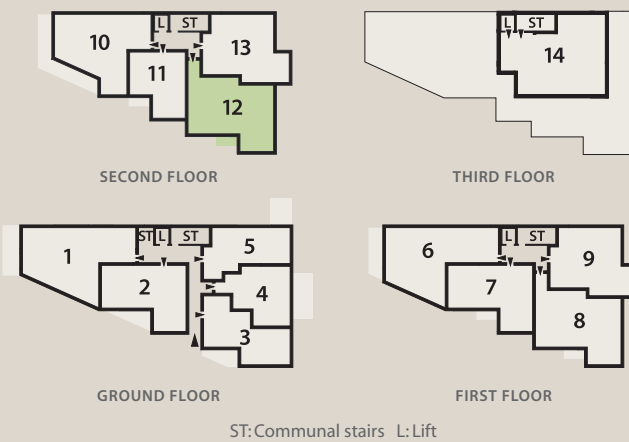 L ST
10
13
11
12
SECOND FLOOR
L ST
14
THIRD FLOOR
ST L ST
1
5
2
4
3
GROUND FLOOR
L ST
6
9
7
8
FIRST FLOOR
ST: Communal stairs L: Lift